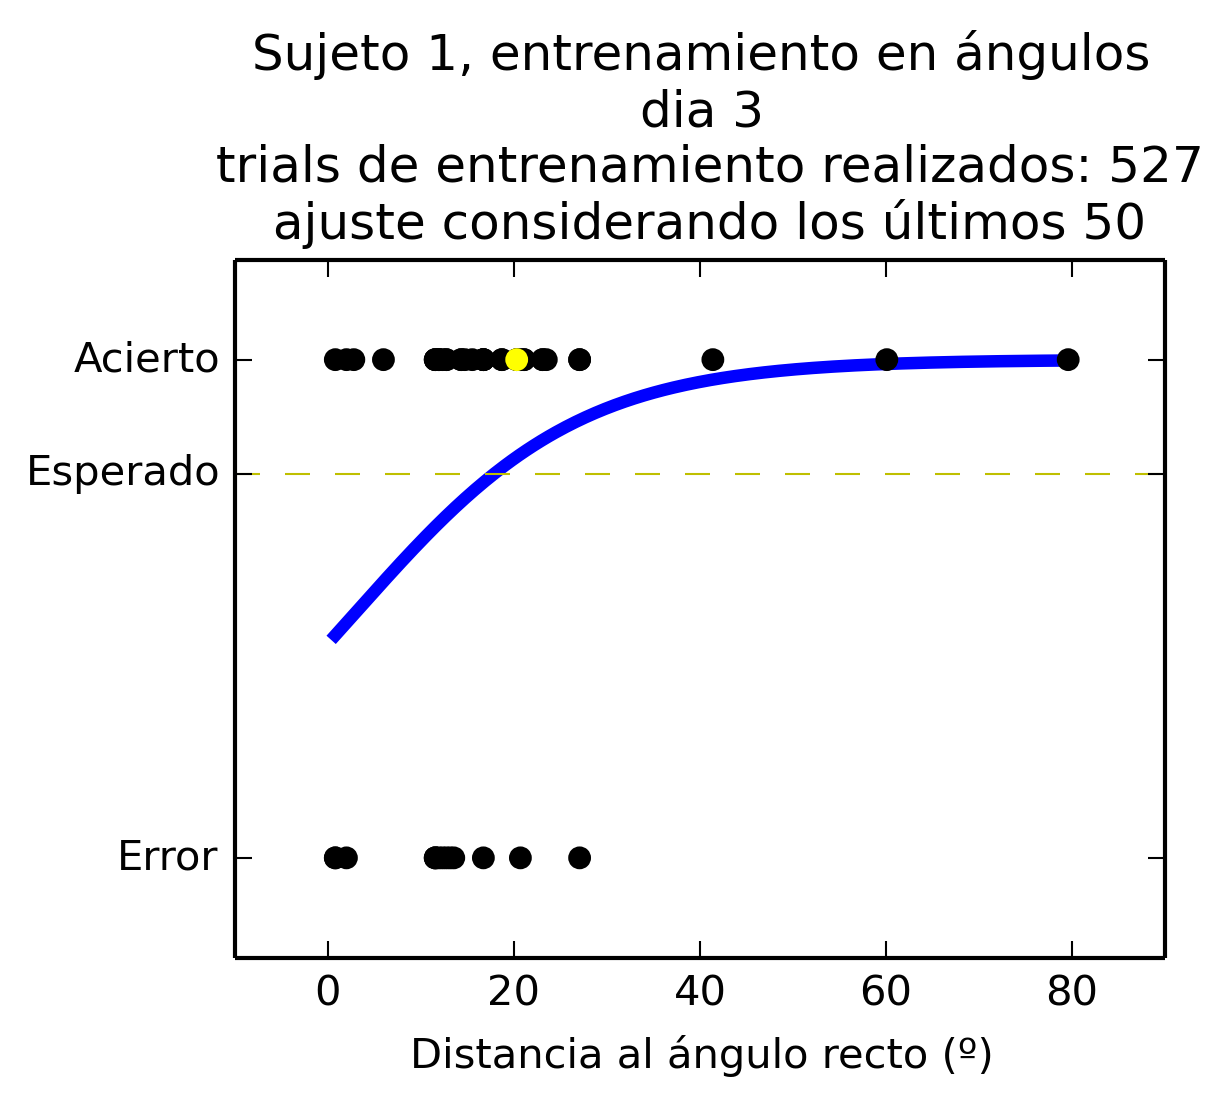 Sujeto 1, entrenamiento en ángulos
dia 3
trials de entrenamiento realizados: 527
ajuste considerando los últimos 50
Acierto
Esperado
Error
0 20 40 60 80
Distancia al ángulo recto (º)